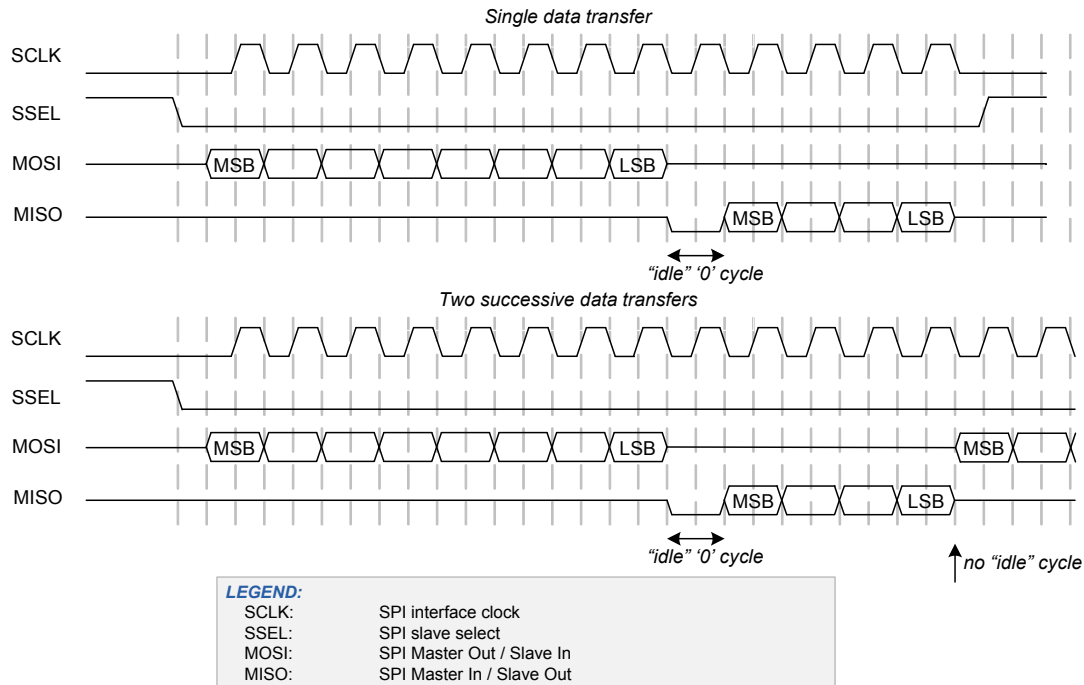 Single data transfer
SCLK
SSEL
MOSI MSB LSB
MISO MSB LSB
“idle” ‘0’ cycle
Two successive data transfers
SCLK
SSEL
MOSI MSB LSB MSB
MISO MSB LSB
“idle” ‘0’ cycle no “idle” cycle
LEGEND:
SCLK: SPI interface clock
SSEL: SPI slave select
MOSI: SPI Master Out / Slave In
MISO: SPI Master In / Slave Out